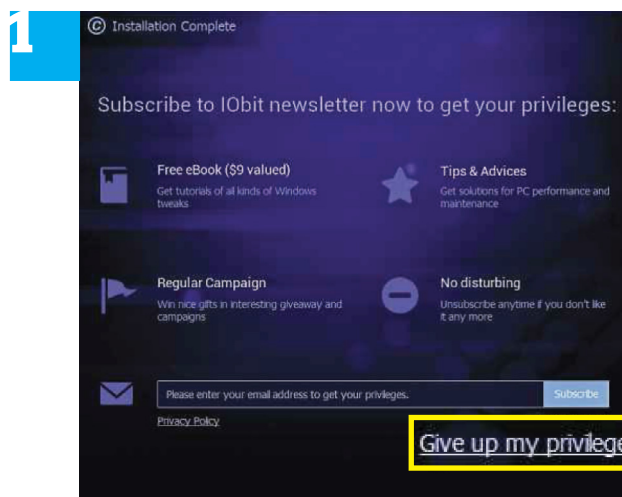 1
© Installation Complete
Subscribe to IObit newsletter now to get your privileges:
Free eBook ($9 valued)
Get tutorials of all kinds of Windows
tweaks
Tips & Advices
Get solutions for PC performance and
maintenance
Regular Campaign
Win nice gifts in interesting giveaway and
campaigns
No disturbing
Unsubscribe anytime if you don't like
it any more
Please enter your email address to get your privileges.
Subscribe
Privacy Policy
Give up my privilege